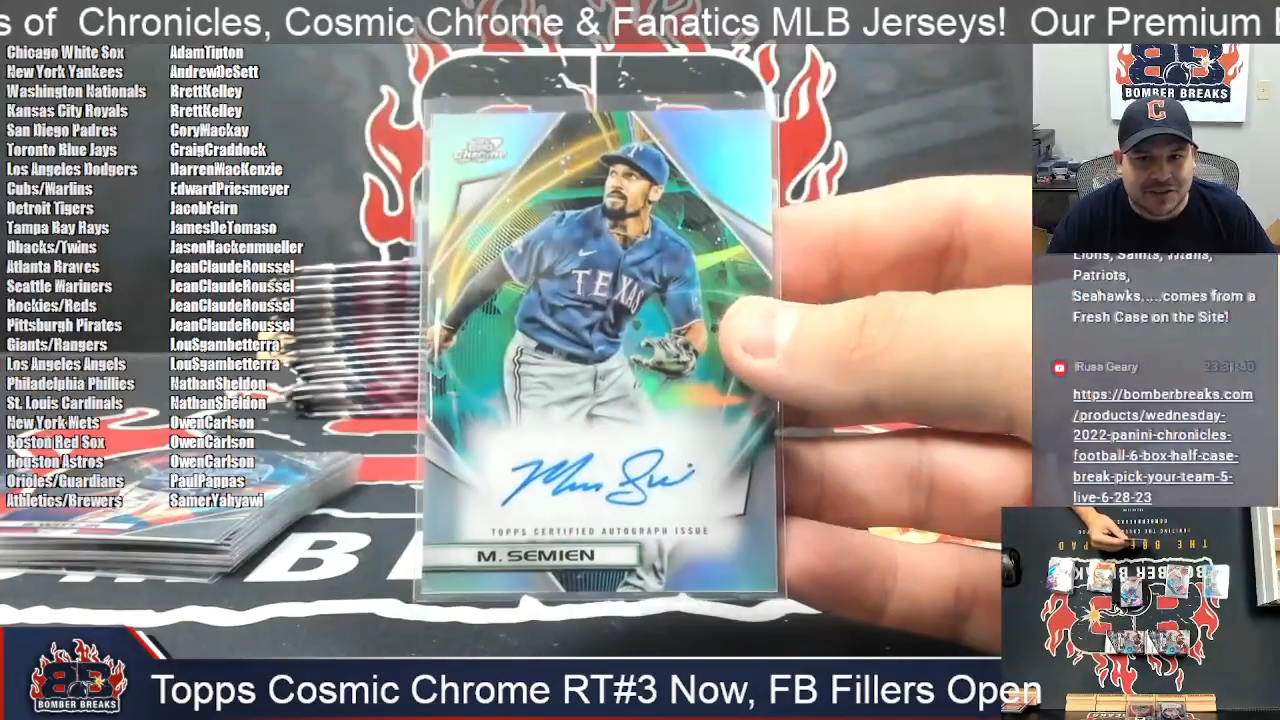 s of Chronicles, Cosmic Chrome & Fanatics MLB Jerseys! Our Premium
Chicago White Sox AdamTipton
New York Yankees AndrewDeSett
Washington Nationals BrettKelley
Kansas City Royals BrettKelley
San Diego Padres CoryMackay
Toronto Blue Jays CraigCraddock
Los Angeles Dodgers DarrenMacKenzie
Cubs/Marlins EdwardPriesmeyer
Detroit Tigers JacobFeirn
Tampa Bay Rays JamesDeTomaso
Dbacks/Twins JasonHackenmueller
Atlanta Braves JeanClaudeRoussel
Seattle Mariners JeanClaudeRoussel
Rockies/Reds JeanClaudeRoussel
Pittsburgh Pirates JeanClaudeRoussel
Giants/Rangers LouSgambetterra
Los Angeles Angels LouSgambetterra
Philadelphia Phillies NathanSheldon
St. Louis Cardinals NathanSheldon
New York Mets OwenCarlson
Boston Red Sox OwenCarlson
Houston Astros OwenCarlson
Orioles/Guardians PaulPappas
Athletics/Brewers SamerYahyawi
chrome
TEXAS
TOPPS CERTIFIED AUTOGRAPH ISSUE
M. SEMIEN
BOMBER BREAKS
C
Lions, Saints, Titans,
Patriots,
Seahawks.....comes from a
Fresh Case on the Site!
Russ Geary
https://bomberbreaks.com
/products/wednesday-
2022-panini-chronicles-
football-6-box-half-case-
break-pick-your-team-5-
live-6-28-23
BB
BOMBER BREAKS
Topps Cosmic Chrome RT#3 Now, FB Fillers Open